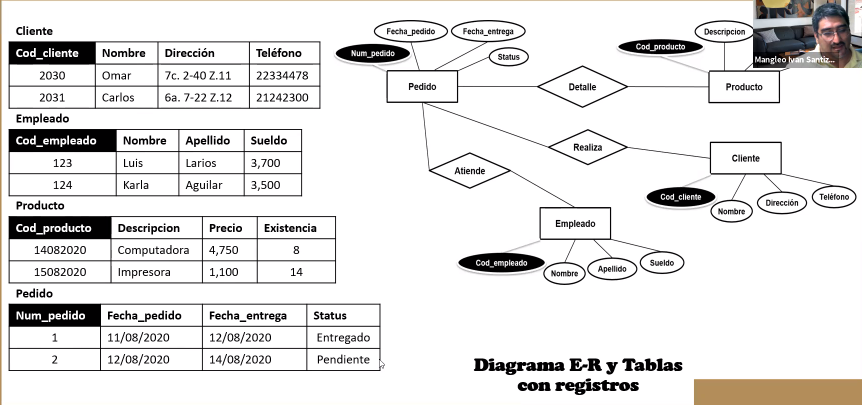 Cliente
Cod_cliente Nombre Dirección Teléfono
2030 Omar 7c. 2-40 Z.11 22334478
2031 Carlos 6a. 7-22 Z.12 21242300
Empleado
Cod_empleado Nombre Apellido Sueldo
123 Luis Larios 3,700
124 Karla Aguilar 3,500
Producto
Cod_producto Descripcion Precio Existencia
14082020 Computadora 4,750 8
15082020 Impresora 1,100 14
Pedido
Num_pedido Fecha_pedido Fecha_entrega Status
1 11/08/2020 12/08/2020 Entregado
2 12/08/2020 14/08/2020 Pendiente
Fecha_pedido Fecha_entrega
Num_pedido
Status
Pedido
Detalle
Cod_producto
Descripcion
Producto
Mangleo Ivan Santiz...
Realiza
Cliente
Cod_cliente
Nombre
Dirección
Teléfono
Atiende
Empleado
Cod_empleado
Nombre
Apellido
Sueldo
Diagrama E-R y Tablas
con registros